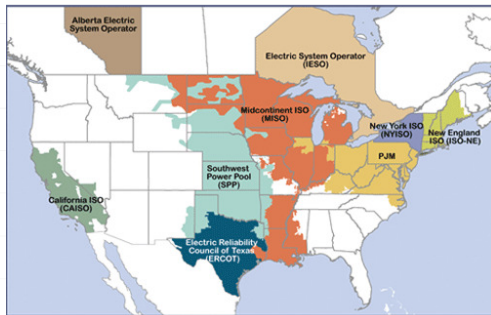 Alberta Electric
System Operator
Electric System Operator
(IESO)
Midcontinent ISO
(MISO)
New York ISO
(NYISO)
New England
ISO (ISO-NE)
PJM
Southwest
Power Pool
(SPP)
California ISO
(CAISO)
Electric Reliability
Council of Texas
(ERCOT)